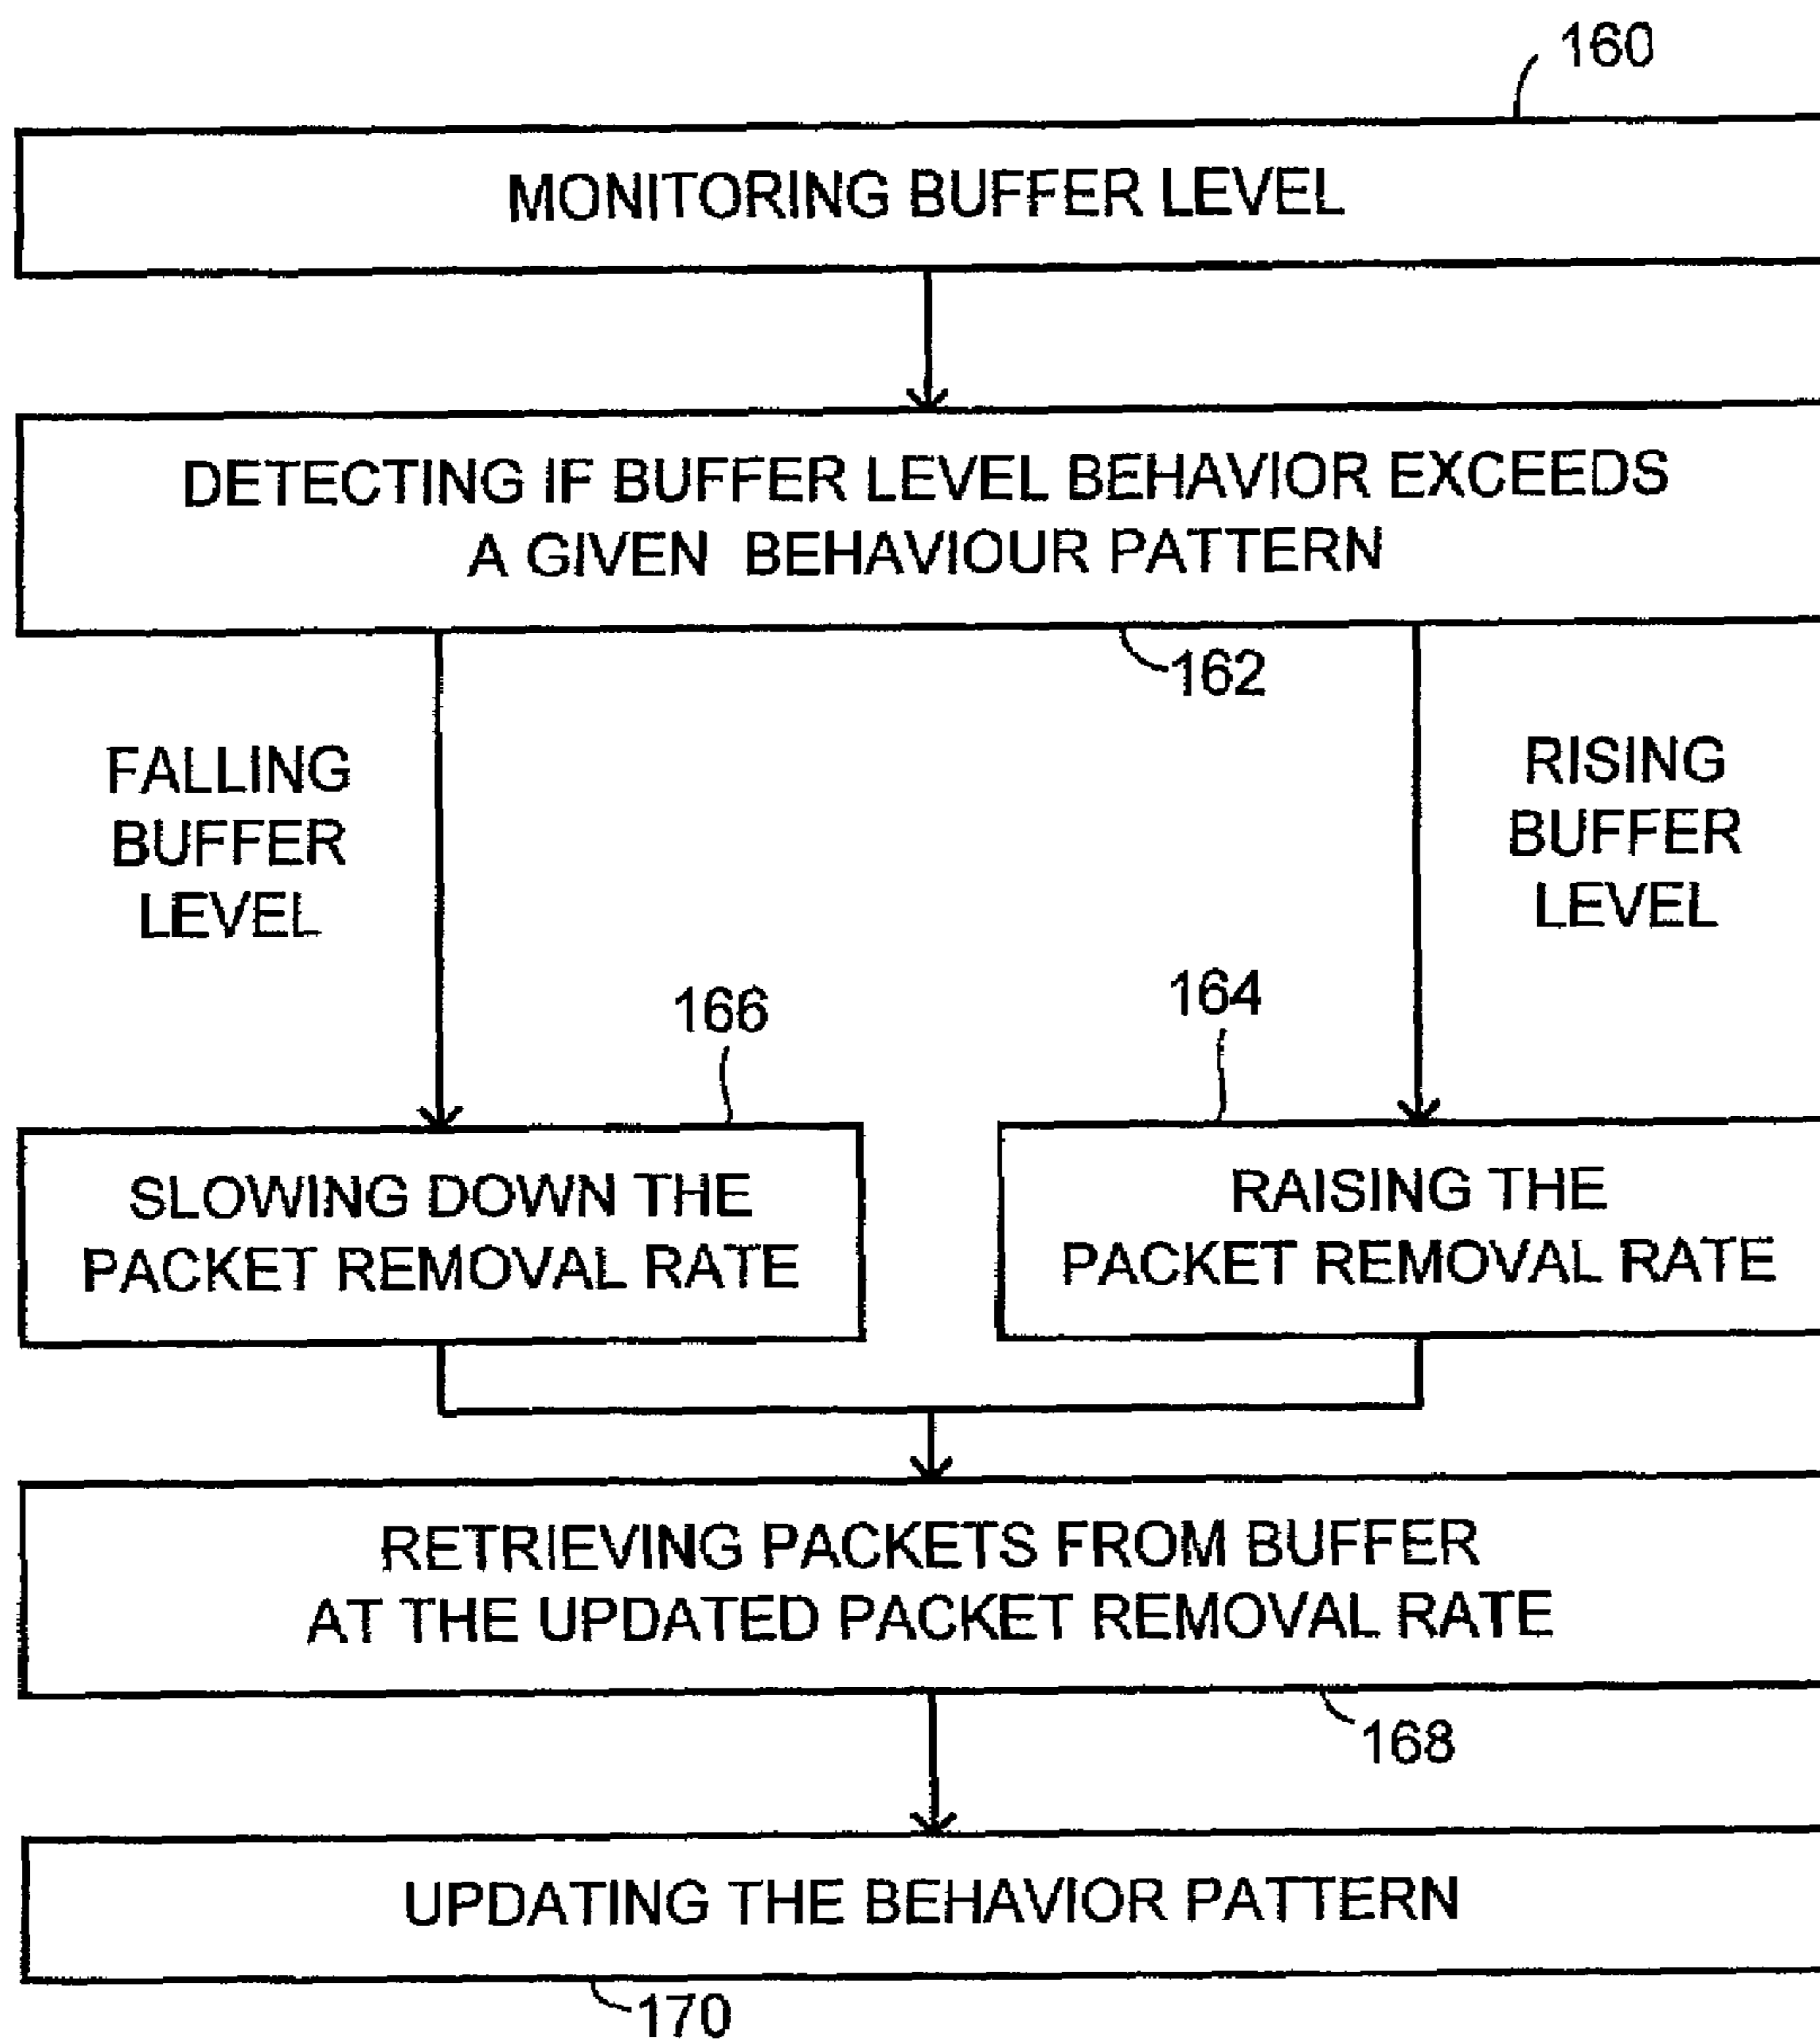 160
MONITORING BUFFER LEVEL
DETECTING IF BUFFER LEVEL BEHAVIOR EXCEEDS
A GIVEN BEHAVIOUR PATTERN
162
FALLING
BUFFER
LEVEL
RISING
BUFFER
LEVEL
166
164
SLOWING DOWN THE
PACKET REMOVAL RATE
RAISING THE
PACKET REMOVAL RATE
RETRIEVING PACKETS FROM BUFFER
AT THE UPDATED PACKET REMOVAL RATE
168
UPDATING THE BEHAVIOR PATTERN
170